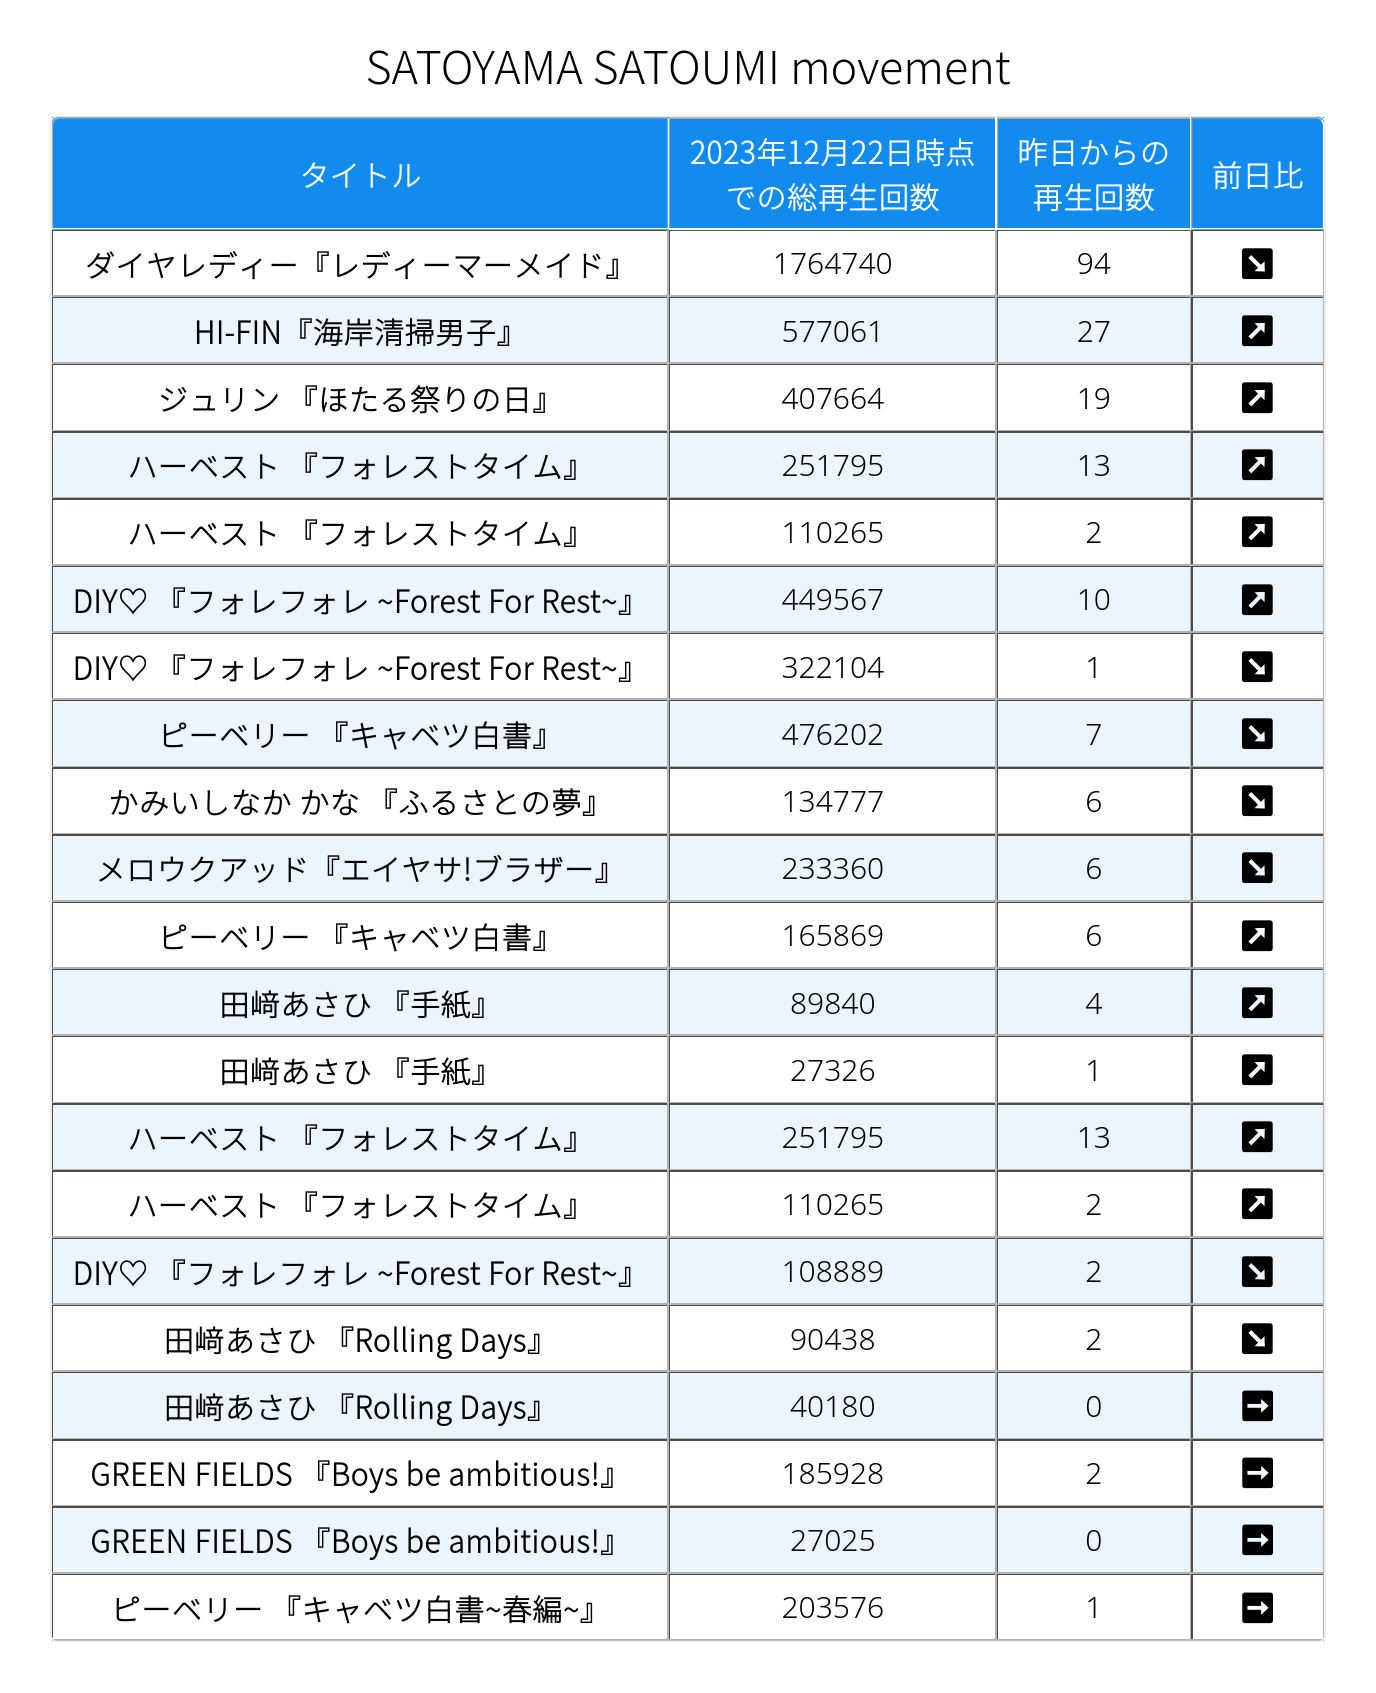 SATOYAMA SATOUMI movement
タイトル 2023年12月22日時点での総再生回数 昨日からの再生回数 前日比
ダイヤレディー『レディーマーメイド』 1764740 94 ↘
HI-FIN『海岸清掃男子』 577061 27 ↗
ジュリン 『ほたる祭りの日』 407664 19 ↗
ハーベスト 『フォレストタイム』 251795 13 ↗
ハーベスト 『フォレストタイム』 110265 2 ↗
DIY♡ 『フォレフォレ ~Forest For Rest~』 449567 10 ↗
DIY♡ 『フォレフォレ ~Forest For Rest~』 322104 1 ↘
ピーベリー 『キャベツ白書』 476202 7 ↘
かみいしなか かな 『ふるさとの夢』 134777 6 ↘
メロウクアッド『エイヤサ!ブラザー』 233360 6 ↘
ピーベリー 『キャベツ白書』 165869 6 ↗
田﨑あさひ 『手紙』 89840 4 ↗
田﨑あさひ 『手紙』 27326 1 ↗
ハーベスト 『フォレストタイム』 251795 13 ↗
ハーベスト 『フォレストタイム』 110265 2 ↗
DIY♡ 『フォレフォレ ~Forest For Rest~』 108889 2 ↘
田﨑あさひ 『Rolling Days』 90438 2 ↘
田﨑あさひ 『Rolling Days』 40180 0 →
GREEN FIELDS 『Boys be ambitious!』 185928 2 →
GREEN FIELDS 『Boys be ambitious!』 27025 0 →
ピーベリー 『キャベツ白書~春編~』 203576 1 →